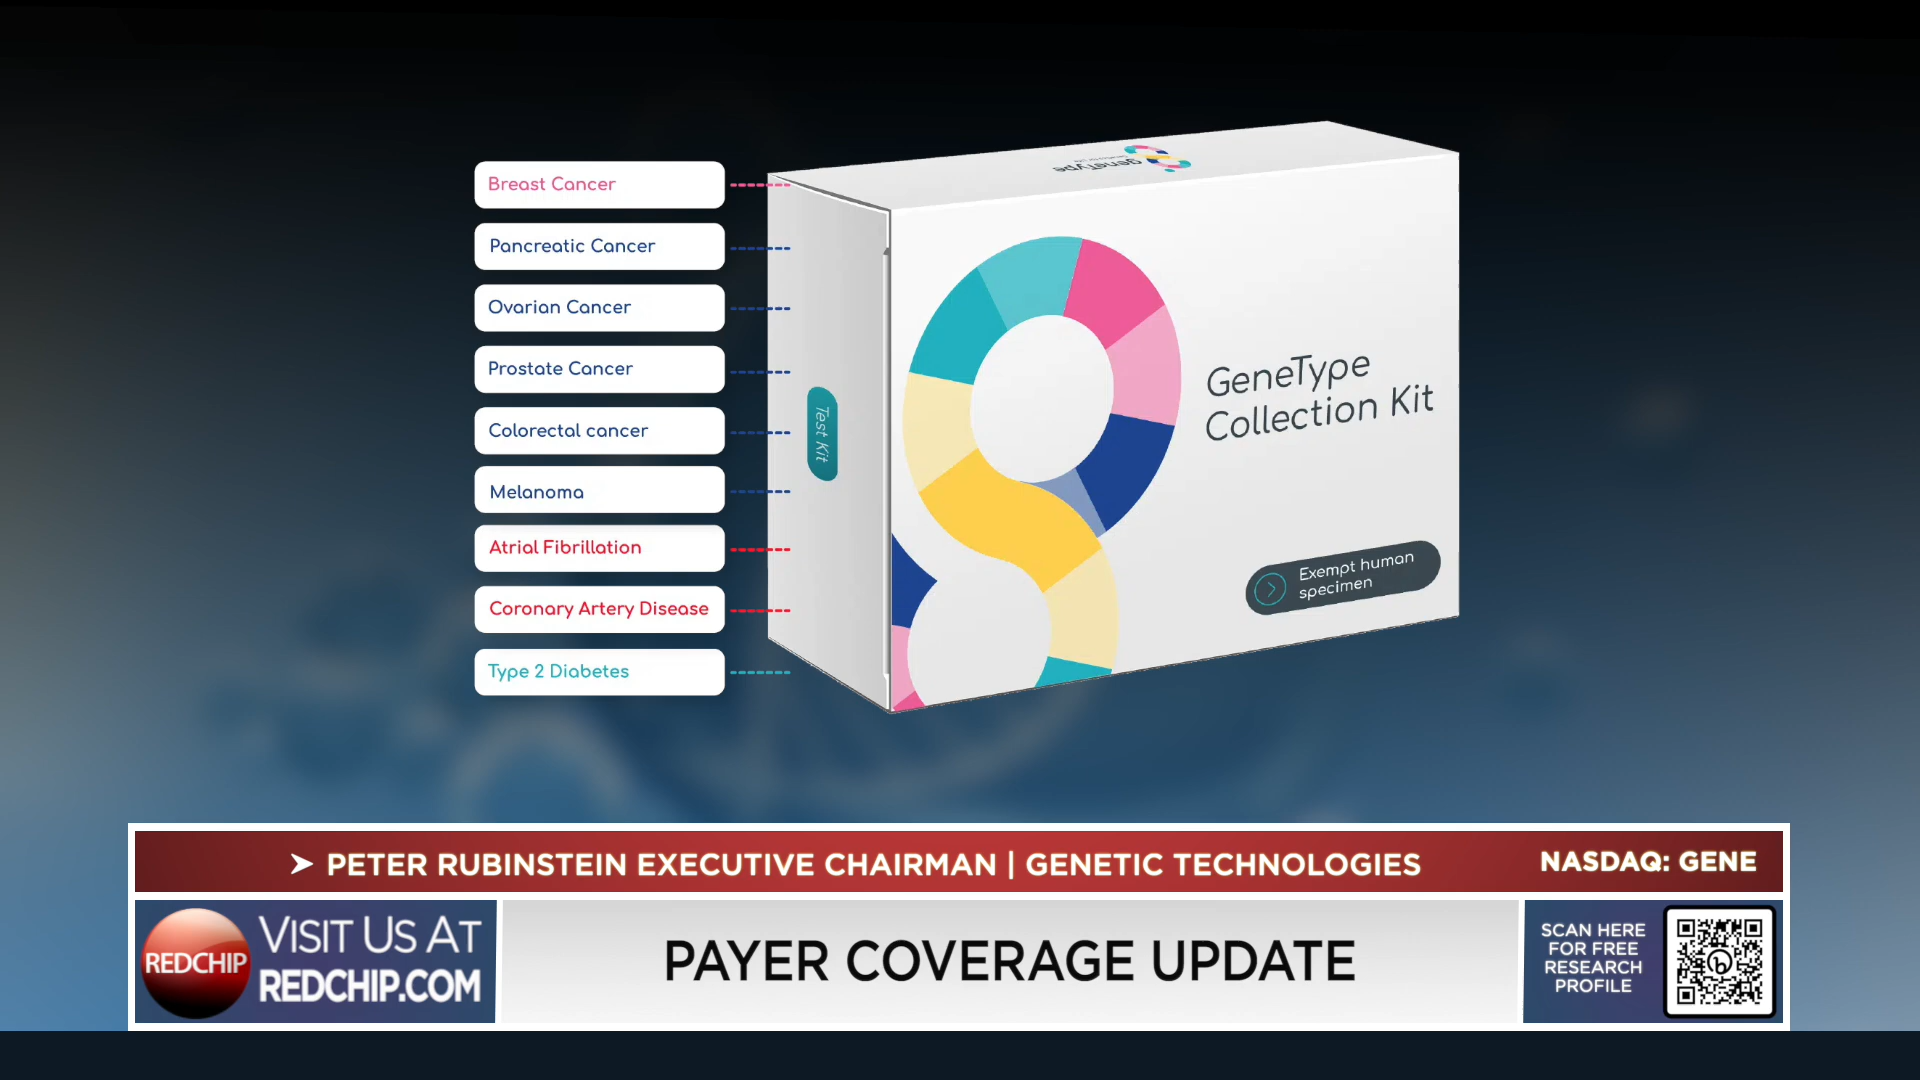 Breast Cancer
Pancreatic Cancer
Ovarian Cancer
Prostate Cancer
Colorectal cancer
Melanoma
Atrial Fibrillation
Coronary Artery Disease
Type 2 Diabetes
geneType
Test Kit
GeneType
Collection Kit
Exempt human
specimen
PETER RUBINSTEIN EXECUTIVE CHAIRMAN | GENETIC TECHNOLOGIES
NASDAQ: GENE
REDCHIP
VISIT US AT
REDCHIP.COM
PAYER COVERAGE UPDATE
SCAN HERE
FOR FREE
RESEARCH
PROFILE